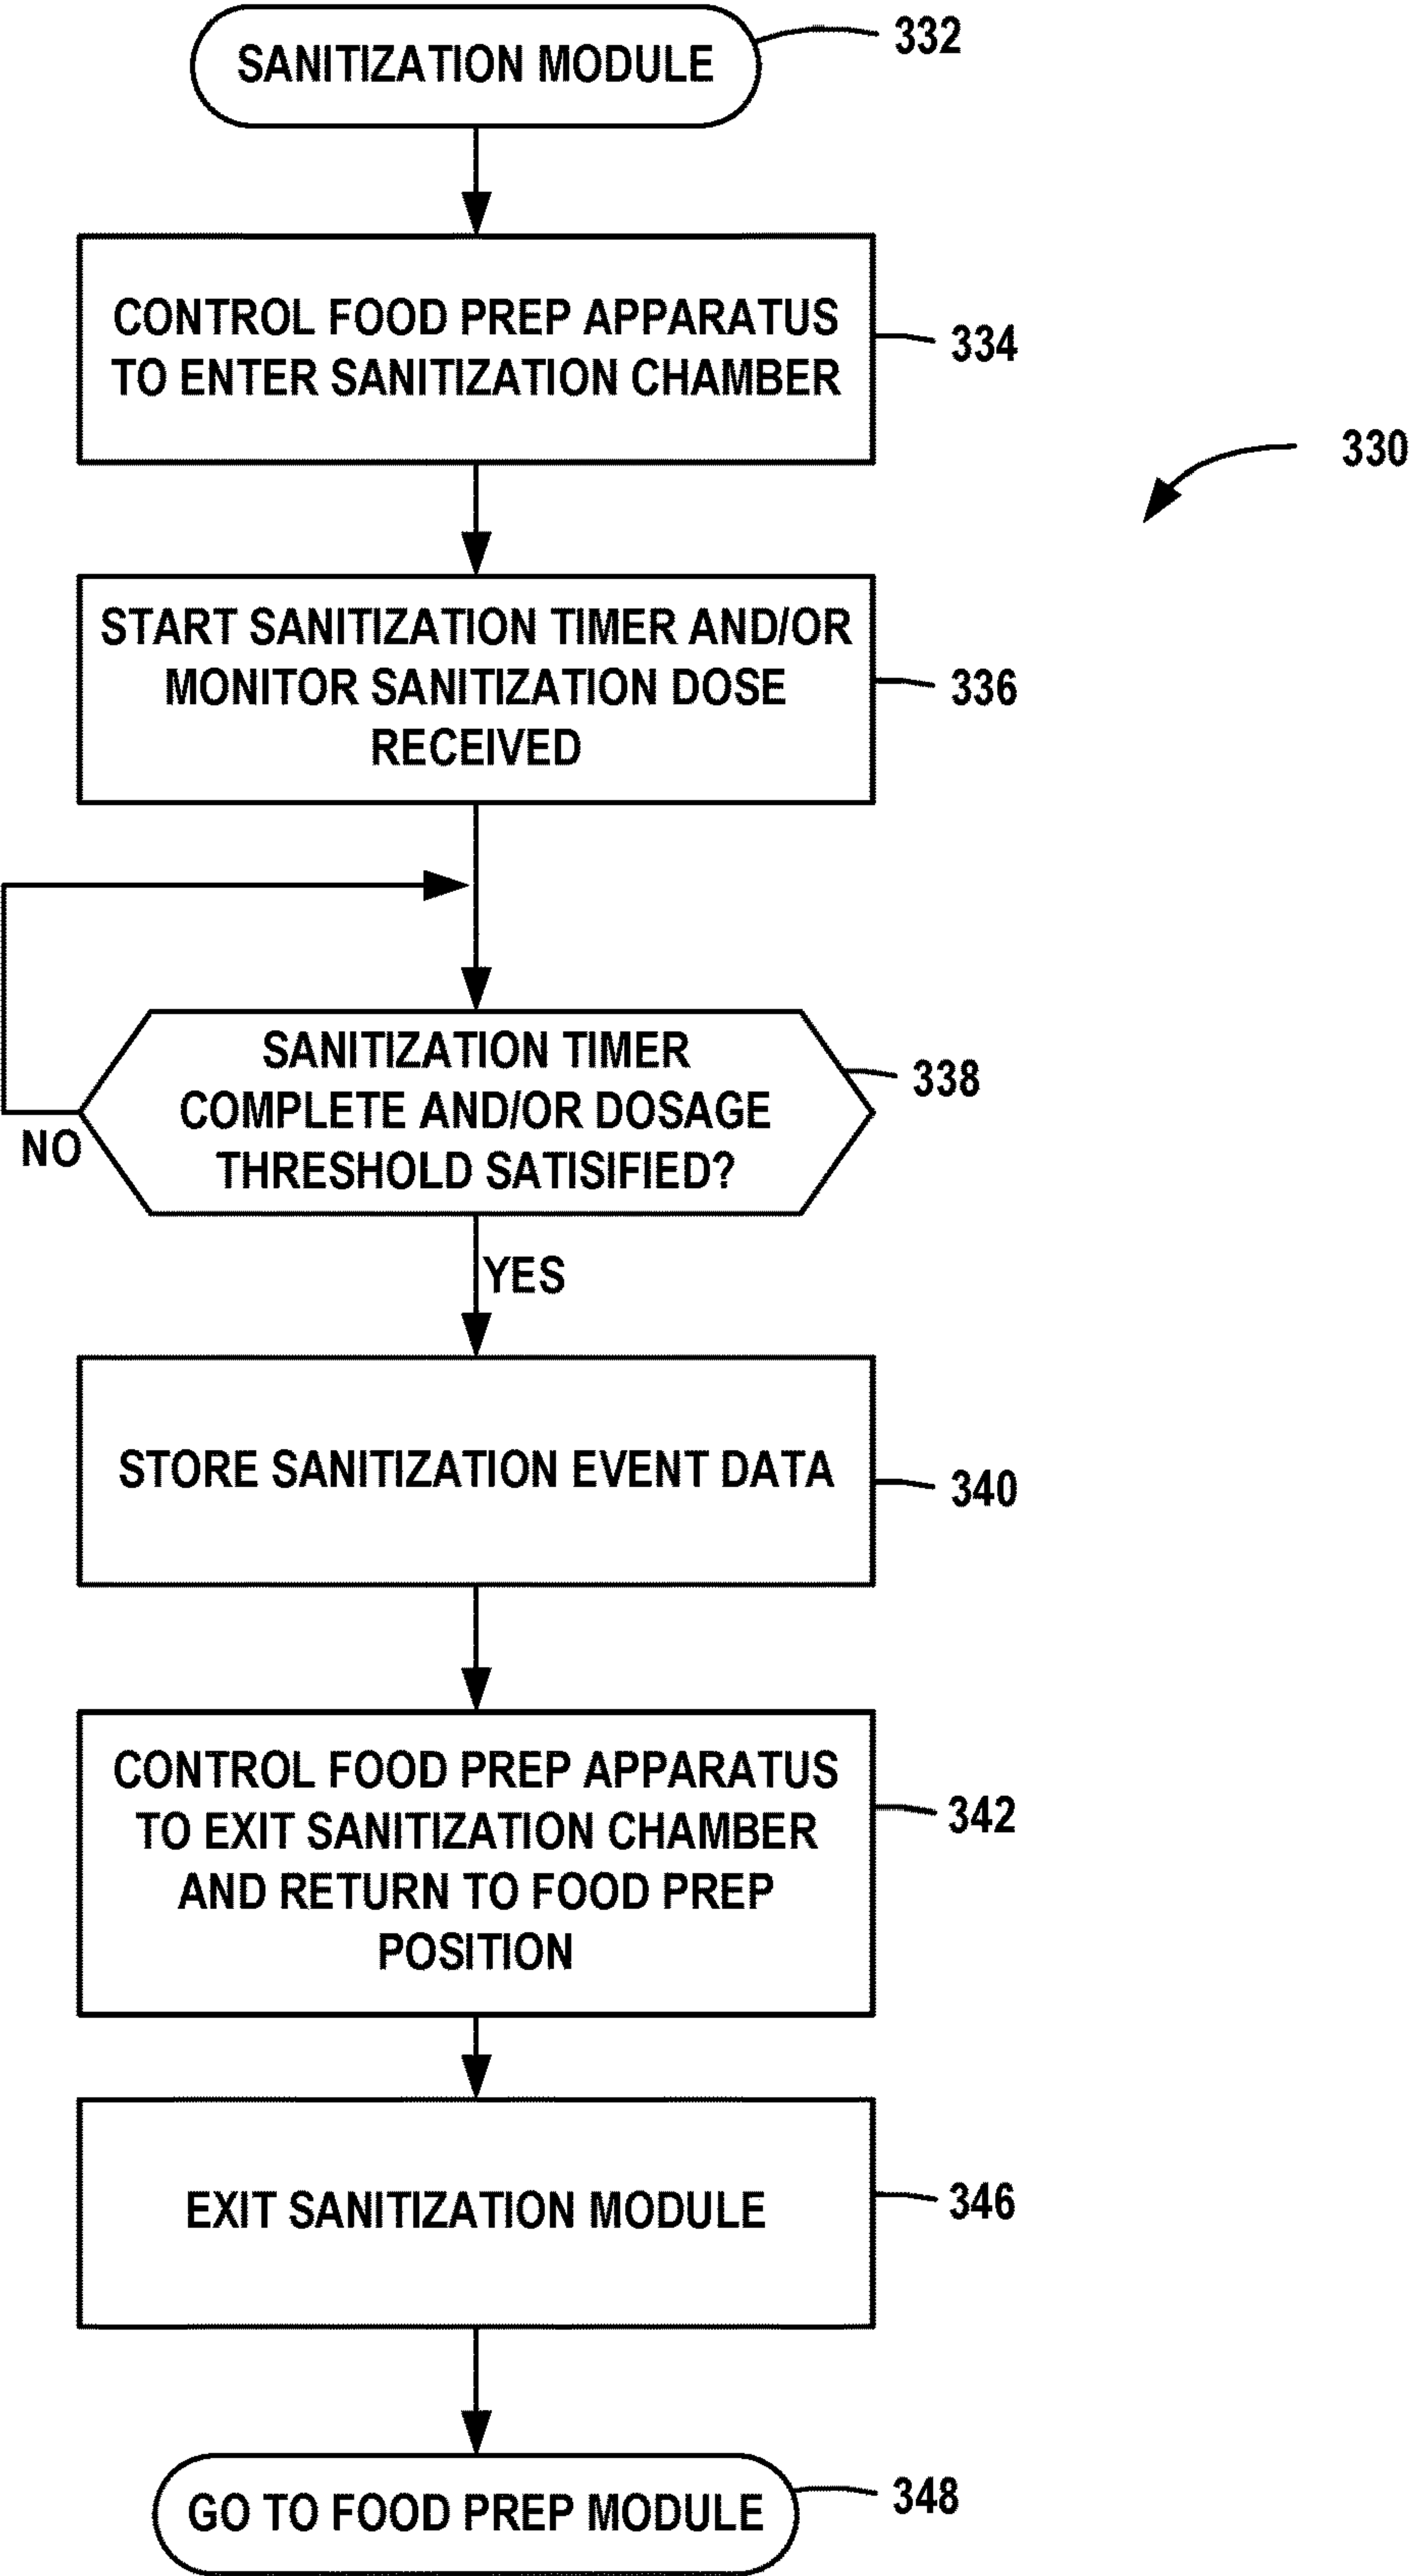 SANITIZATION MODULE
332
CONTROL FOOD PREP APPARATUS
TO ENTER SANITIZATION CHAMBER
334
330
START SANITIZATION TIMER AND/OR
MONITOR SANITIZATION DOSE
RECEIVED
336
SANITIZATION TIMER
COMPLETE AND/OR DOSAGE
THRESHOLD SATISIFIED?
338
NO
YES
STORE SANITIZATION EVENT DATA
340
CONTROL FOOD PREP APPARATUS
TO EXIT SANITIZATION CHAMBER
AND RETURN TO FOOD PREP
POSITION
342
EXIT SANITIZATION MODULE
346
GO TO FOOD PREP MODULE
348